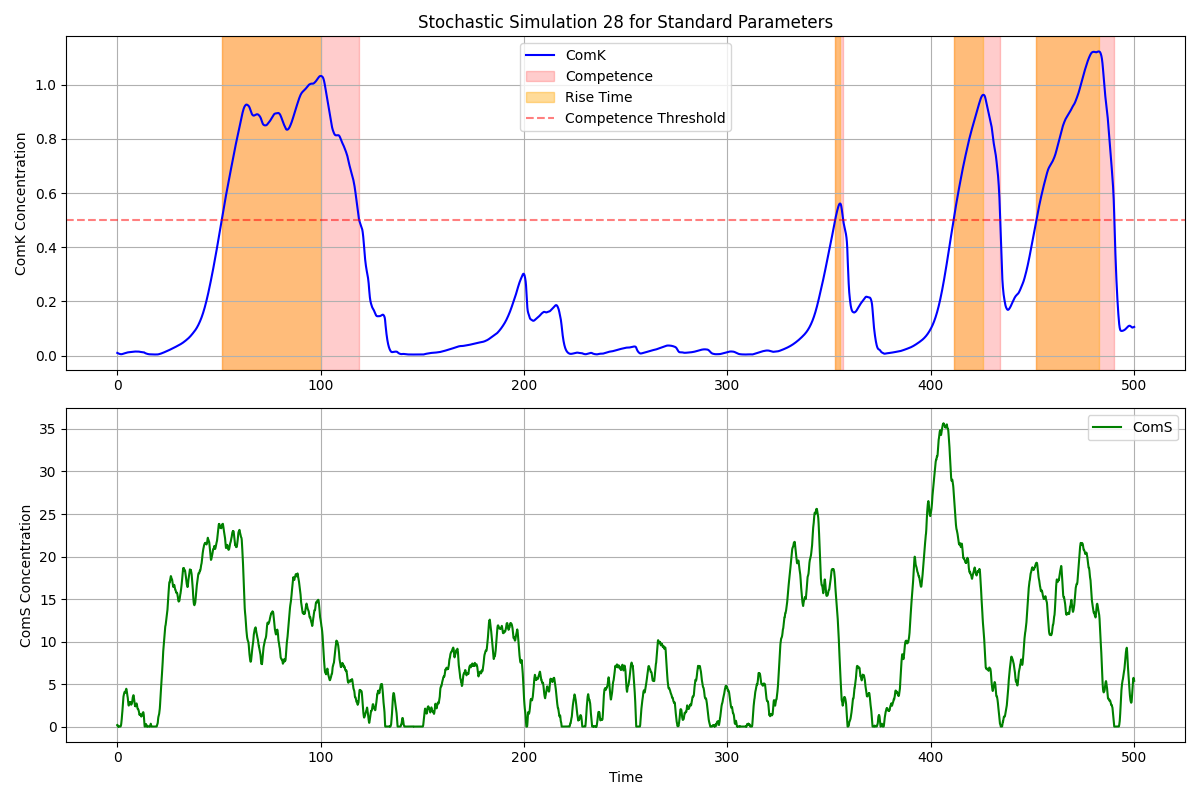 Stochastic Simulation 28 for Standard Parameters
ComK Concentration
1.0
0.8
0.6
0.4
0.2
0.0
ComK
Competence
Rise Time
Competence Threshold
0 100 200 300 400 500
ComS Concentration
35
30
25
20
15
10
5
0
ComS
0 100 200 300 400 500
Time